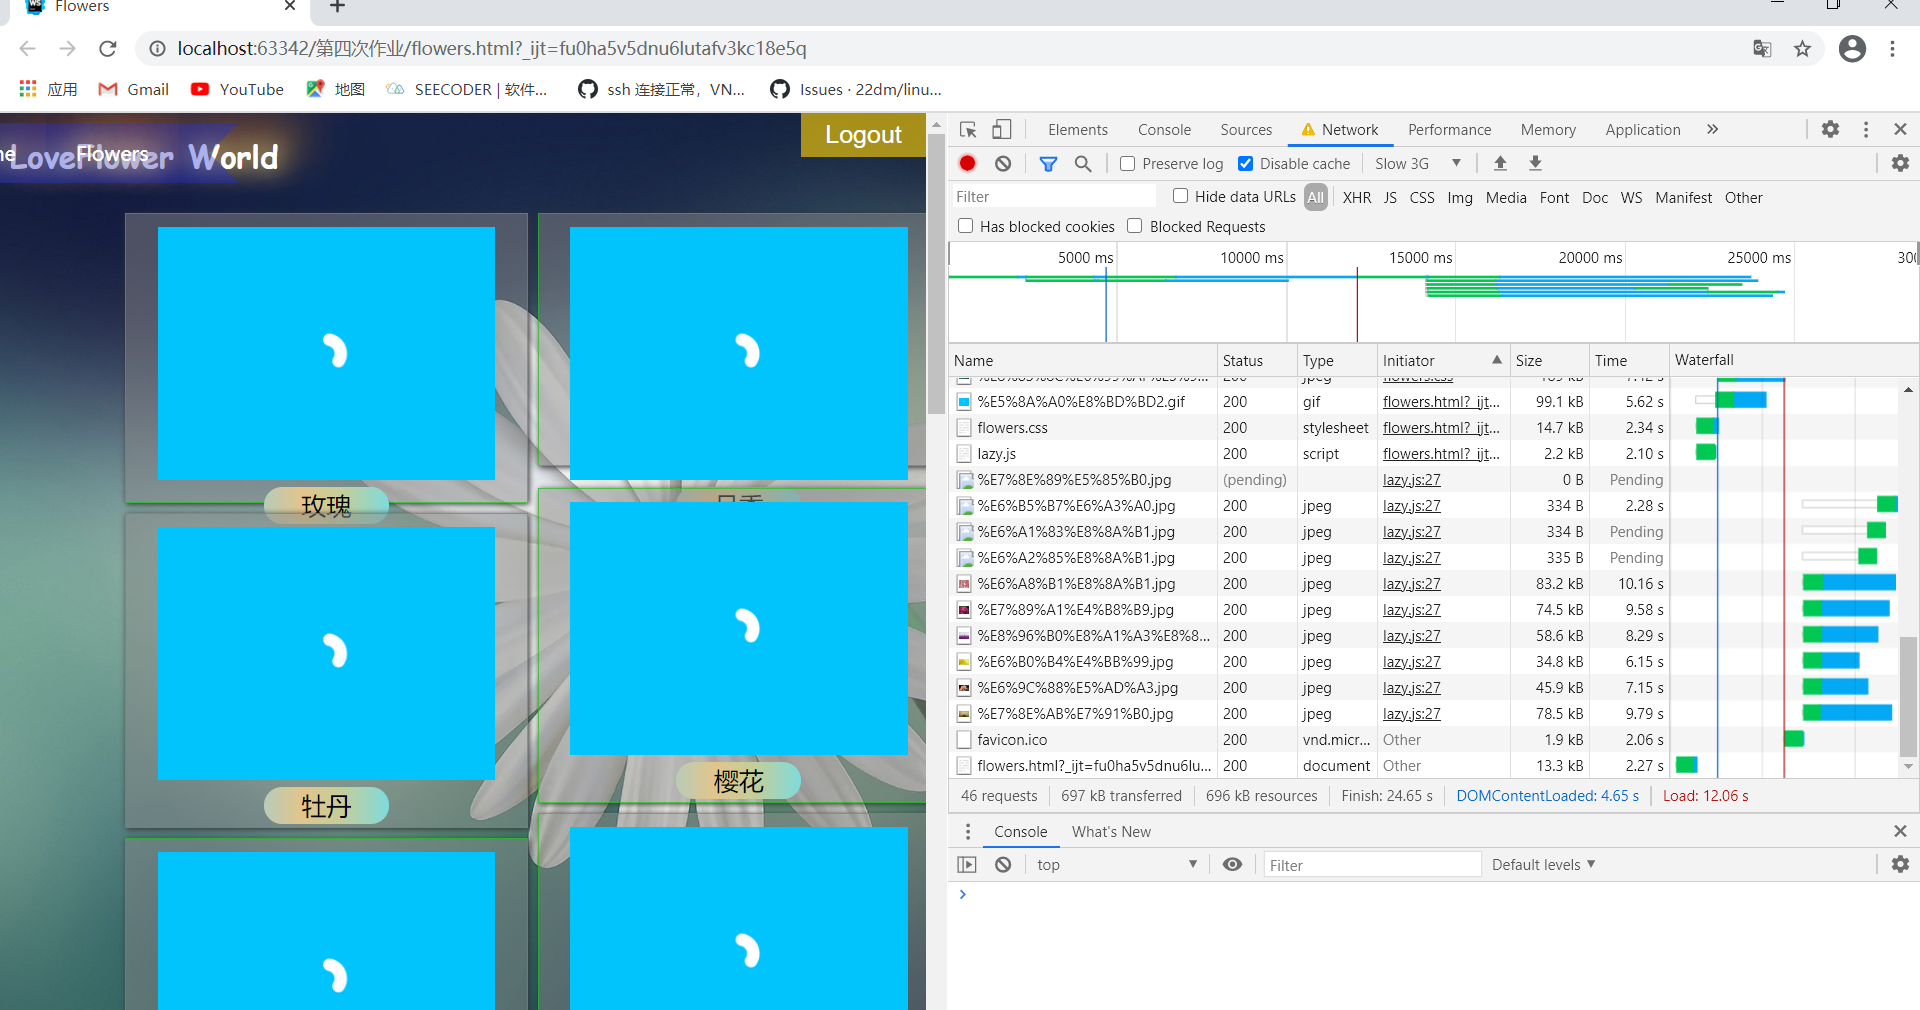 Flowers
localhost:63342/第四次作业/flowers.html?_ijt=fu0ha5v5dnu6lutafv3kc18e5q
应用 Gmail YouTube 地图 SEECODER | 软件... ssh 连接正常，VN... Issues · 22dm/linu...
LoveFlower World
Flowers
Logout
玫瑰
牡丹
樱花
Elements Console Sources Network Performance Memory Application
Preserve log Disable cache Slow 3G
Filter Hide data URLs All XHR JS CSS Img Media Font Doc WS Manifest Other
Has blocked cookies Blocked Requests
5000 ms 10000 ms 15000 ms 20000 ms 25000 ms
Name Status Type Initiator Size Time Waterfall
%E5%8A%A0%E8%BD%BD2.gif 200 gif flowers.html?_ijt... 99.1 kB 5.62 s
flowers.css 200 stylesheet flowers.html?_ijt... 14.7 kB 2.34 s
lazy.js 200 script flowers.html?_ijt... 2.2 kB 2.10 s
%E7%8E%89%E5%85%B0.jpg (pending) lazy.js:27 0 B Pending
%E6%B5%B7%E6%A3%A0.jpg 200 jpeg lazy.js:27 334 B 2.28 s
%E6%A1%83%E8%8A%B1.jpg 200 jpeg lazy.js:27 334 B Pending
%E6%A2%85%E8%8A%B1.jpg 200 jpeg lazy.js:27 335 B Pending
%E6%A8%B1%E8%8A%B1.jpg 200 jpeg lazy.js:27 83.2 kB 10.16 s
%E7%89%A1%E4%B8%B9.jpg 200 jpeg lazy.js:27 74.5 kB 9.58 s
%E8%96%B0%E8%A1%A3%E8%8... 200 jpeg lazy.js:27 58.6 kB 8.29 s
%E6%B0%B4%E4%BB%99.jpg 200 jpeg lazy.js:27 34.8 kB 6.15 s
%E6%9C%88%E5%AD%A3.jpg 200 jpeg lazy.js:27 45.9 kB 7.15 s
%E7%8E%AB%E7%91%B0.jpg 200 jpeg lazy.js:27 78.5 kB 9.79 s
favicon.ico 200 vnd.micr... Other 1.9 kB 2.06 s
flowers.html?_ijt=fu0ha5v5dnu6lu... 200 document Other 13.3 kB 2.27 s
46 requests 697 kB transferred 696 kB resources Finish: 24.65 s DOMContentLoaded: 4.65 s Load: 12.06 s
Console What's New
top Filter Default levels